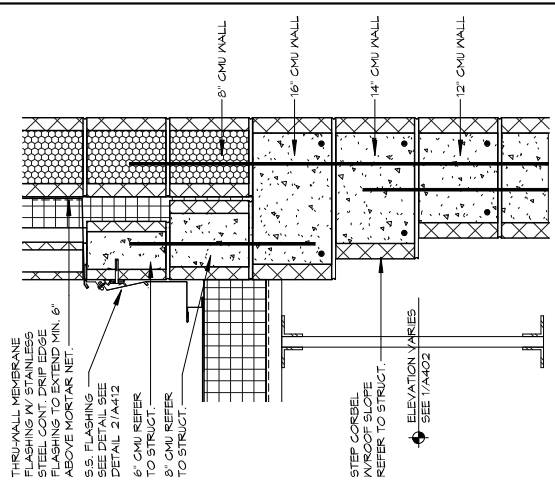 THRU-WALL MEMBRANE
FLASHING W/ STAINLESS
STEEL CONT. DRIP EDGE
FLASHING TO EXTEND MIN. 6"
ABOVE MORTAR NET.
S.S. FLASHING
SEE DETAIL SEE
DETAIL 2/A412
6" CMU REFER
TO STRUCT.
8" CMU REFER
TO STRUCT.
STEP CORBEL
W/ROOF SLOPE
REFER TO STRUCT.
ELEVATION VARIES
SEE 1/A402
8" CMU WALL
16" CMU WALL
14" CMU WALL
12" CMU WALL